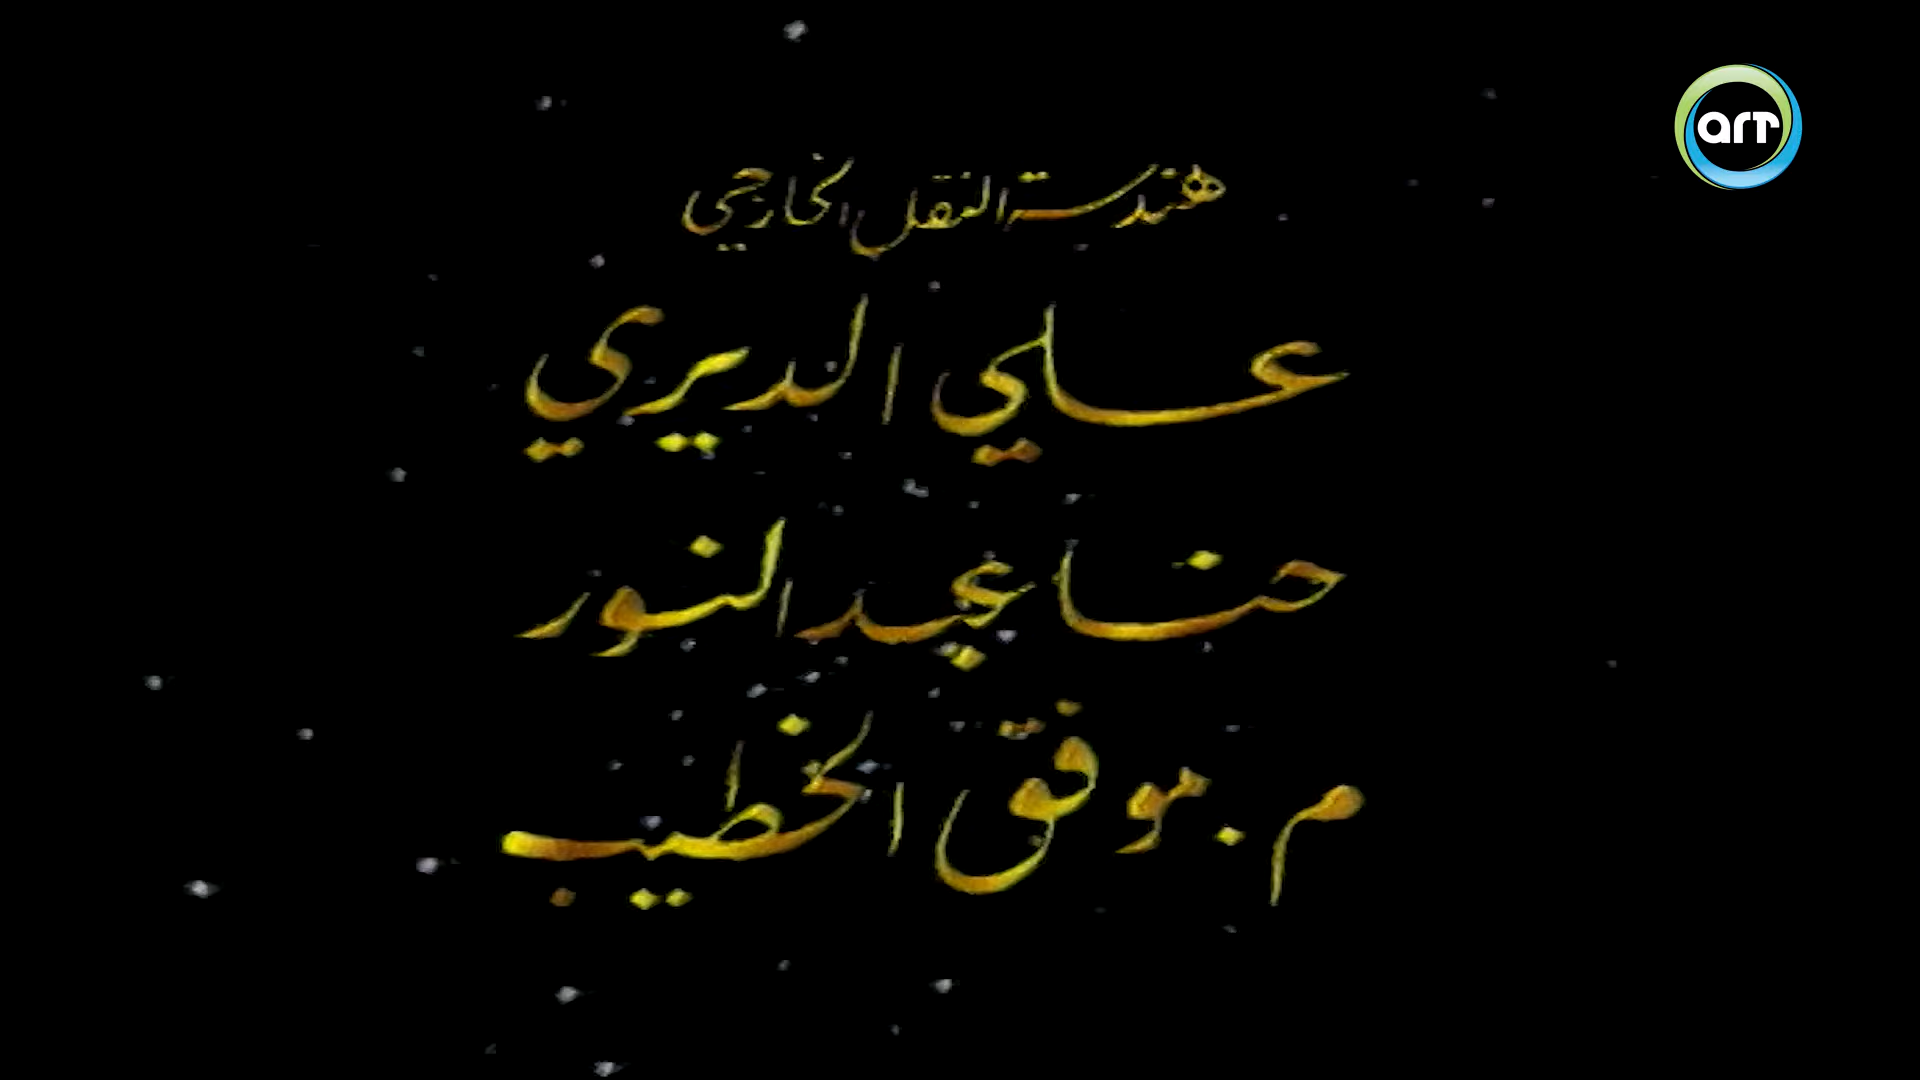 art
هندسة النقل الخارجي
علي الديري
حنا عبد النور
م. موفق الخطيب